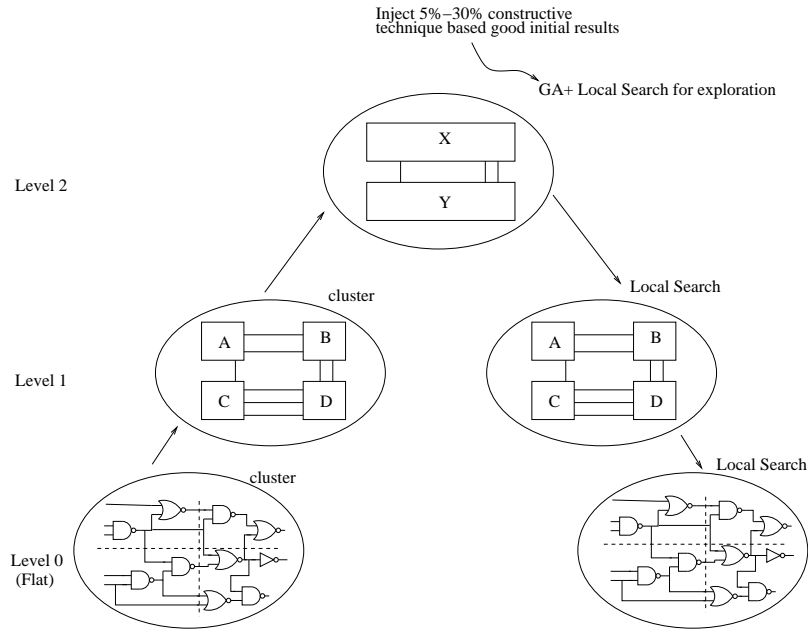 Inject 5%−30% constructive
technique based good initial results
GA+ Local Search for exploration
X
Y
Level 2
cluster
Local Search
A
B
C
D
A
B
C
D
Level 1
cluster
Local Search
Level 0
(Flat)